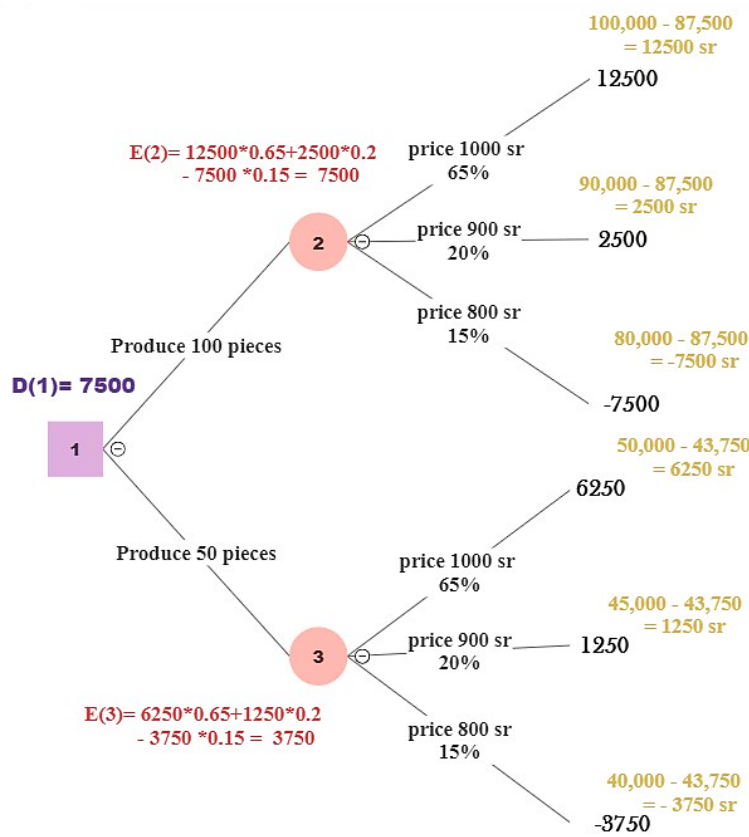 100,000 - 87,500
= 12500 sr
12500
E(2)= 12500*0.65+2500*0.2
- 7500 *0.15 = 7500
price 1000 sr
65%
90,000 - 87,500
= 2500 sr
2
price 900 sr
20%
2500
price 800 sr
15%
80,000 - 87,500
= -7500 sr
-7500
Produce 100 pieces
D(1)= 7500
1
50,000 - 43,750
= 6250 sr
6250
Produce 50 pieces
price 1000 sr
65%
45,000 - 43,750
= 1250 sr
3
price 900 sr
20%
1250
E(3)= 6250*0.65+1250*0.2
- 3750 *0.15 = 3750
price 800 sr
15%
40,000 - 43,750
= - 3750 sr
-3750